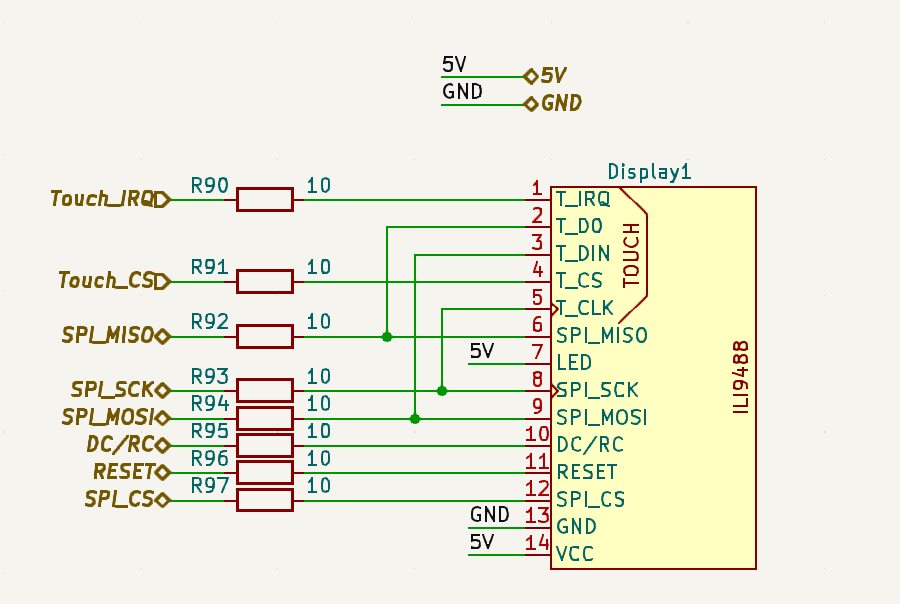 5V 5V
GND GND
Display1
Touch_IRQ R90 10 1 T_IRQ
2 T_DO
3 T_DIN
Touch_CS R91 10 4 T_CS
TOUCH
5 T_CLK
SPI_MISO R92 10 6 SPI_MISO
5V 7 LED
SPI_SCK R93 10 8 SPI_SCK
ILI9488
SPI_MOSI R94 10 9 SPI_MOSI
DC/RC R95 10 10 DC/RC
RESET R96 10 11 RESET
SPI_CS R97 10 12 SPI_CS
GND 13 GND
5V 14 VCC